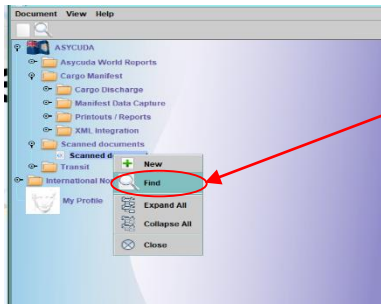 Document View Help
ASYCUDA
Asycuda World Reports
Cargo Manifest
Cargo Discharge
Manifest Data Capture
Printouts / Reports
XML Integration
Scanned documents
Scanned d
New
Transit
Find
International No
My Profile
Expand All
Collapse All
Close